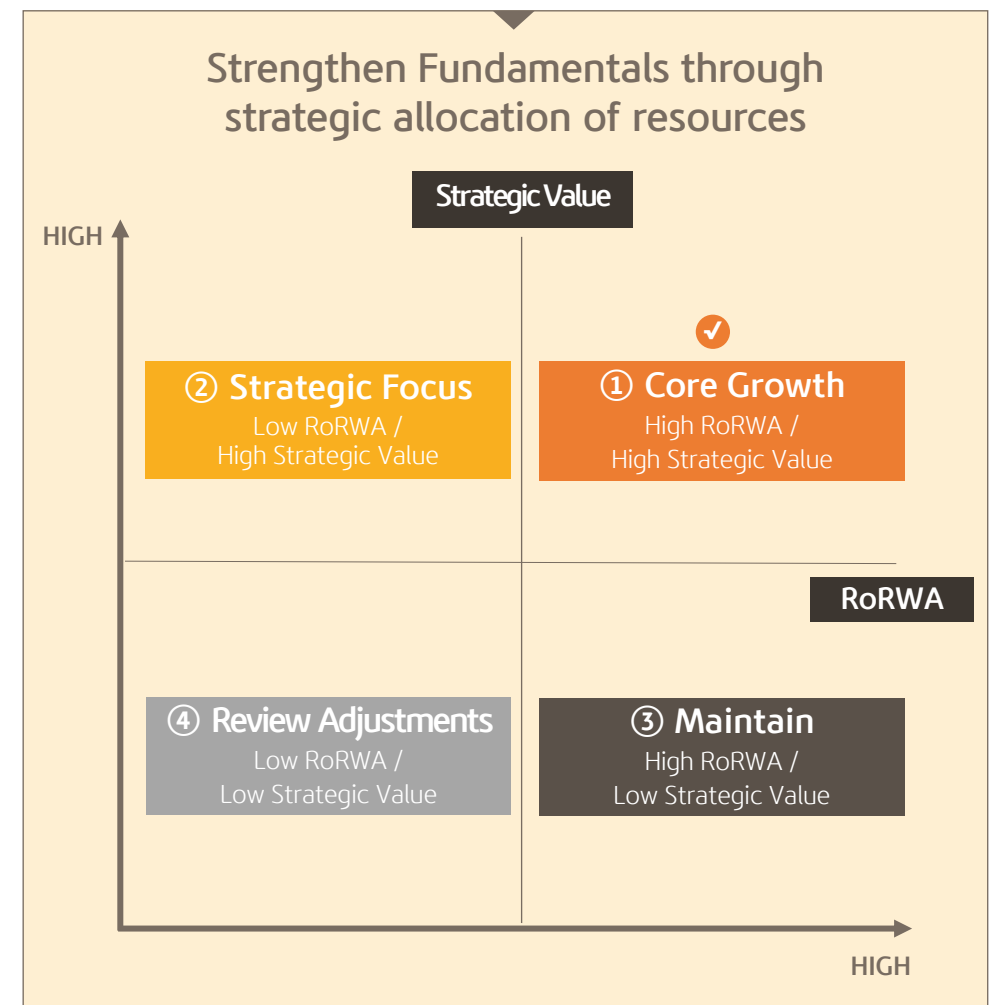 Strengthen Fundamentals through
strategic allocation of resources
Strategic Value
HIGH
② Strategic Focus
Low RoRWA /
High Strategic Value
① Core Growth
High RoRWA /
High Strategic Value
RoRWA
④ Review Adjustments
Low RoRWA /
Low Strategic Value
③ Maintain
High RoRWA /
Low Strategic Value
HIGH